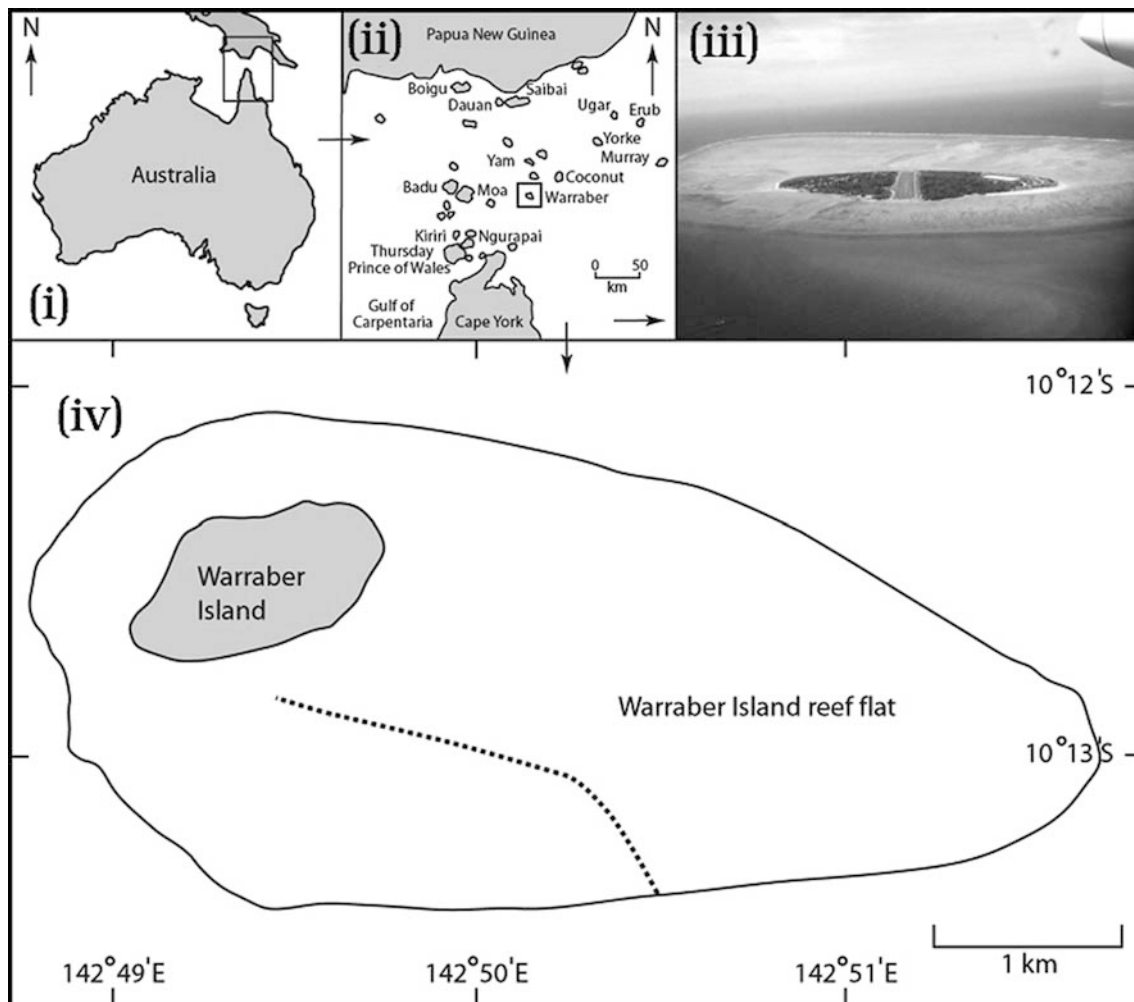 (i)
N
Australia
(ii)
N
Papua New Guinea
Boigu
Saibai
Dauan
Ugar
Erub
Yorke
Murray
Yam
Coconut
Badu
Moa
Warraber
Kiriri
Ngurapai
Thursday
Prince of Wales
0 50
km
Gulf of
Carpentaria
Cape York
(iii)
(iv)
10°12'S
Warraber
Island
Warraber Island reef flat
10°13'S
1 km
142°49'E
142°50'E
142°51'E